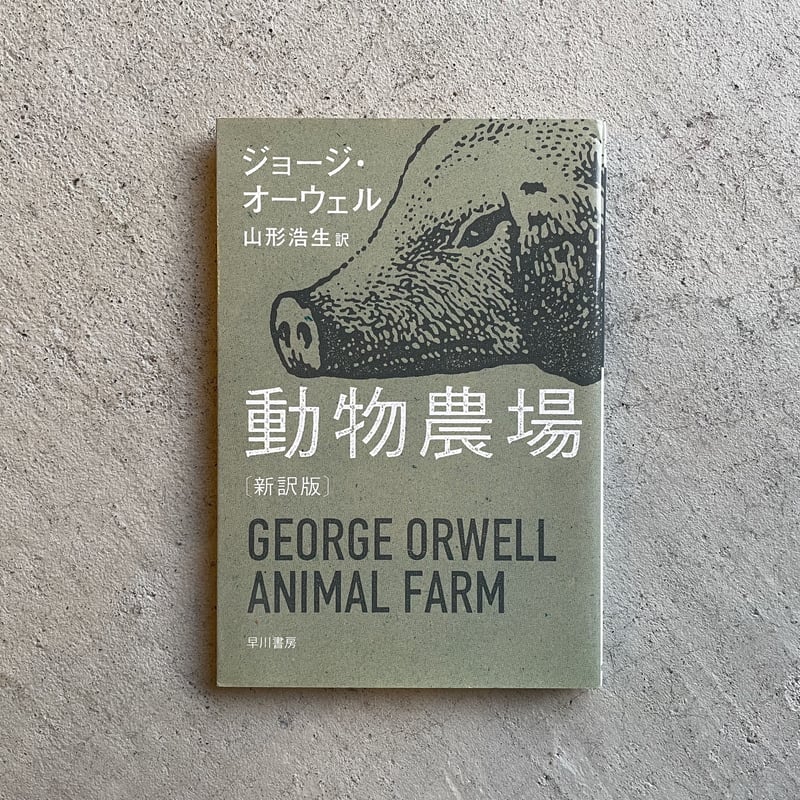 ジョージ・
オーウェル
山形浩生 訳
動物農場
〔新訳版〕
GEORGE ORWELL
ANIMAL FARM
早川書房